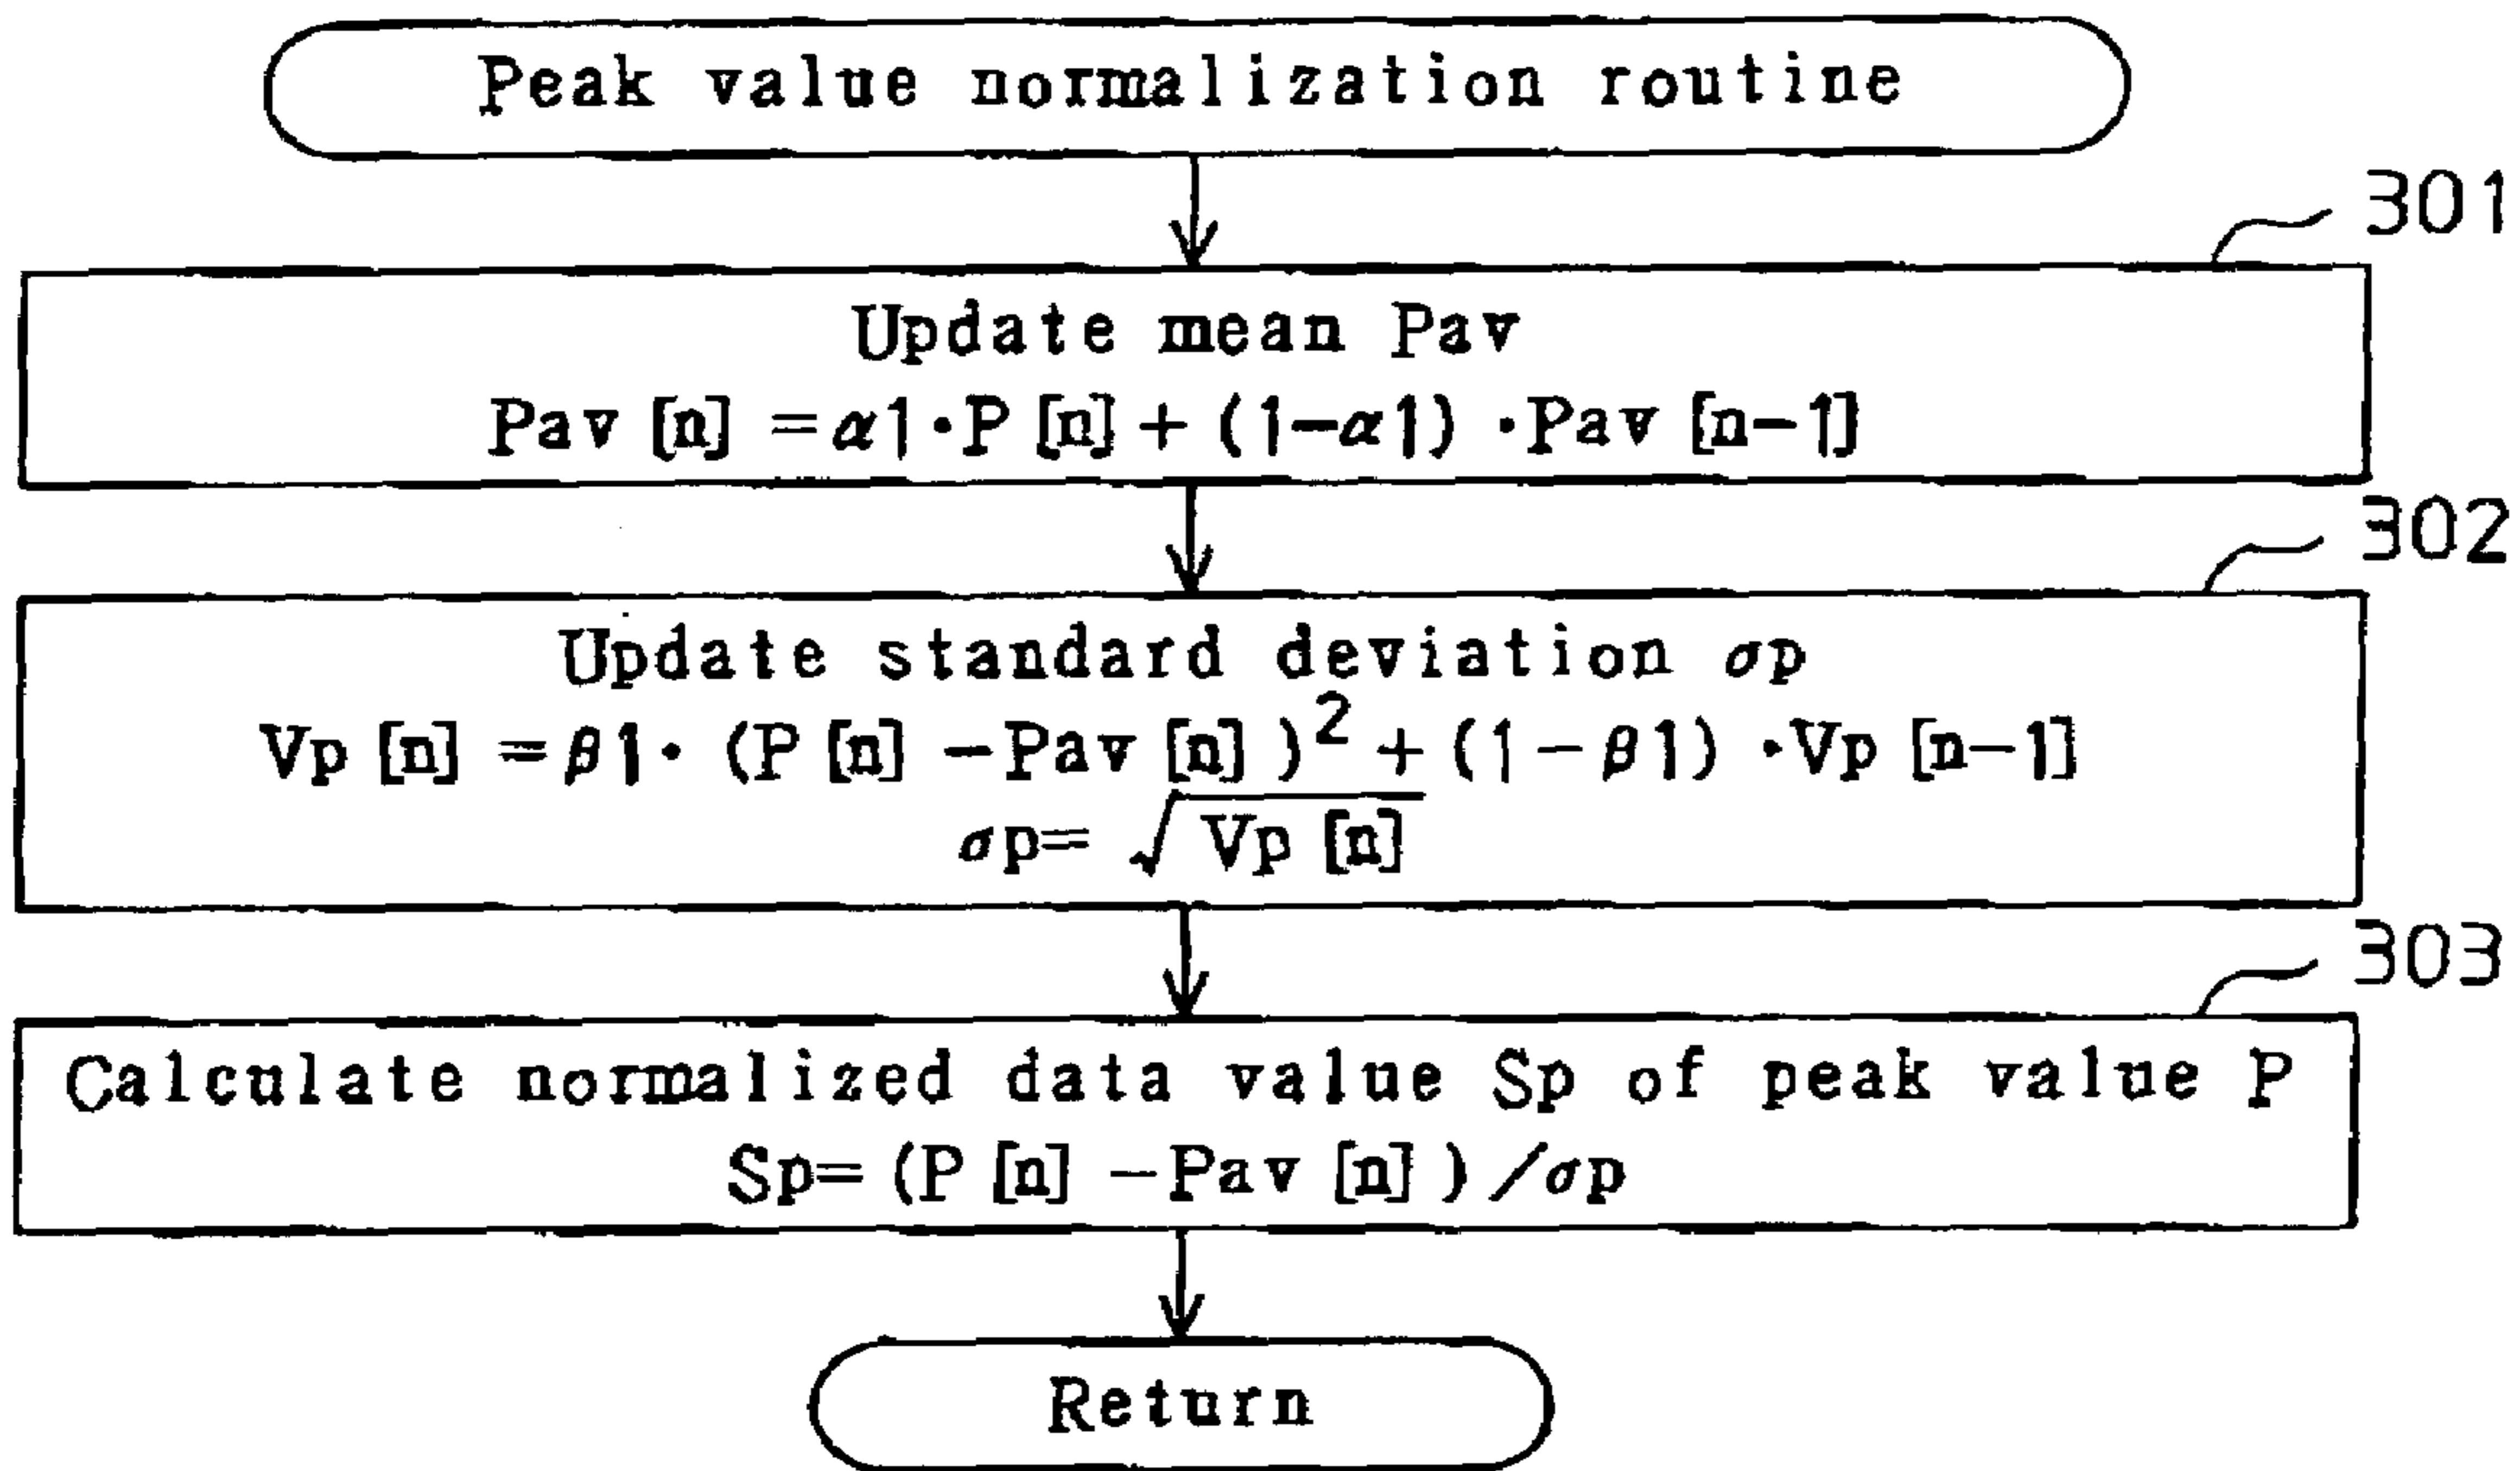 Peak value normalization routine
301
Update mean Pav
Pav [n] =α1•P [n] + (1−α1) •Pav [n−1]
302
Update standard deviation σp
Vp [n] =β1• (P [n] −Pav [n] )² + (1−β1) •Vp [n−1]
σp= √Vp [n]
303
Calculate normalized data value Sp of peak value P
Sp= (P [n] −Pav [n] ) /σp
Return